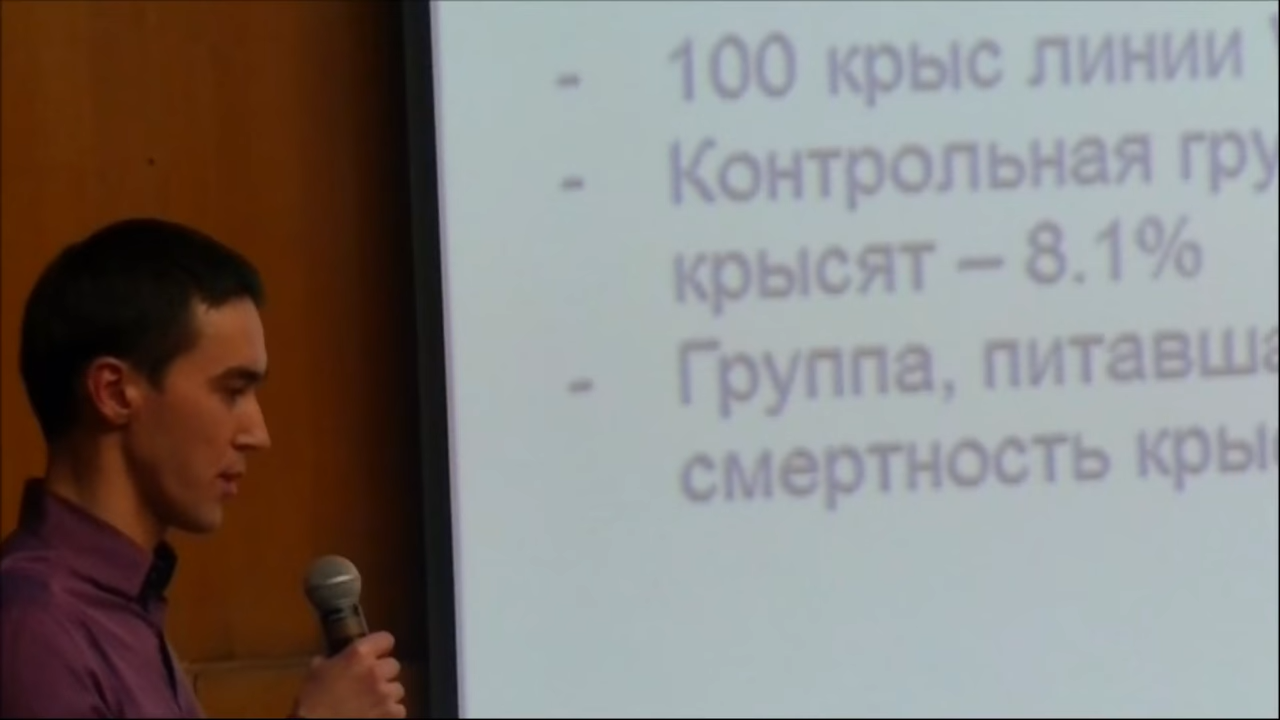 - 100 крыс линии
- Контрольная гру
крысят – 8.1%
- Группа, питавша
смертность кры